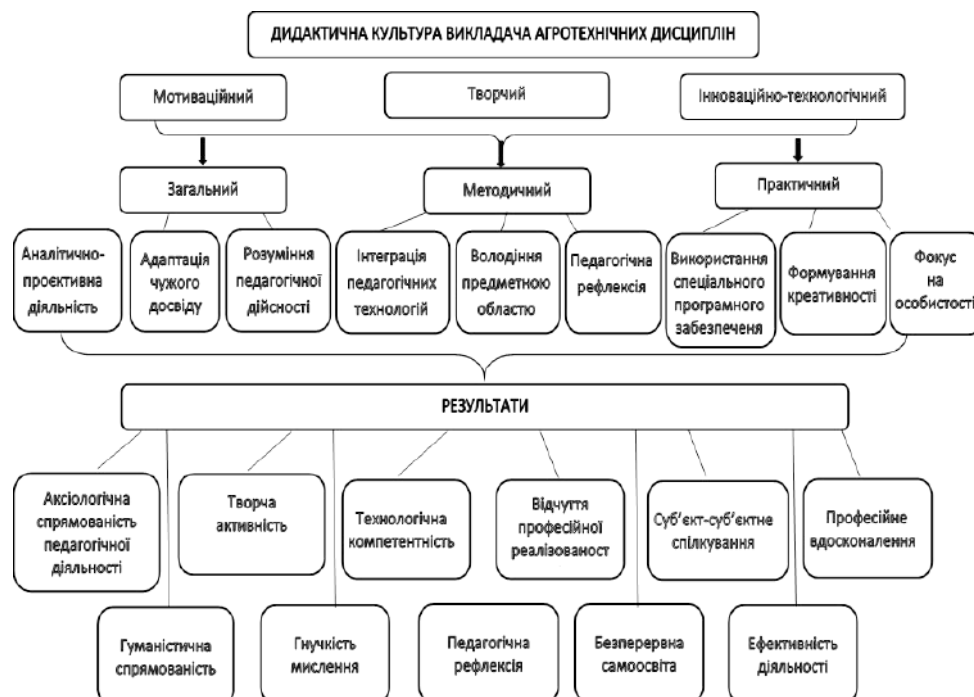 ДИДАКТИЧНА КУЛЬТУРА ВИКЛАДАЧА АГРОТЕХНІЧНИХ ДИСЦИПЛІН
Мотиваційний
Творчий
Інноваційно-технологічний
Загальний
Методичний
Практичний
Аналітично-
проєктивна
діяльність
Адаптація
чужого
досвіду
Розуміння
педагогічної
дійсності
Інтеграція
педагогічних
технологій
Володіння
предметною
областю
Педагогічна
рефлексія
Використання
спеціального
програмного
забезпеченя
Формування
креативності
Фокус
на
особистості
РЕЗУЛЬТАТИ
Аксіологічна
спрямованість
педагогічної
діяльності
Творча
активність
Технологічна
компетентність
Відчуття
професійної
реалізованост
Суб’єкт-суб’єктне
спілкування
Професійне
вдосконалення
Гуманістична
спрямованість
Гнучкість
мислення
Педагогічна
рефлексія
Безперервна
самоосвіта
Ефективність
діяльності